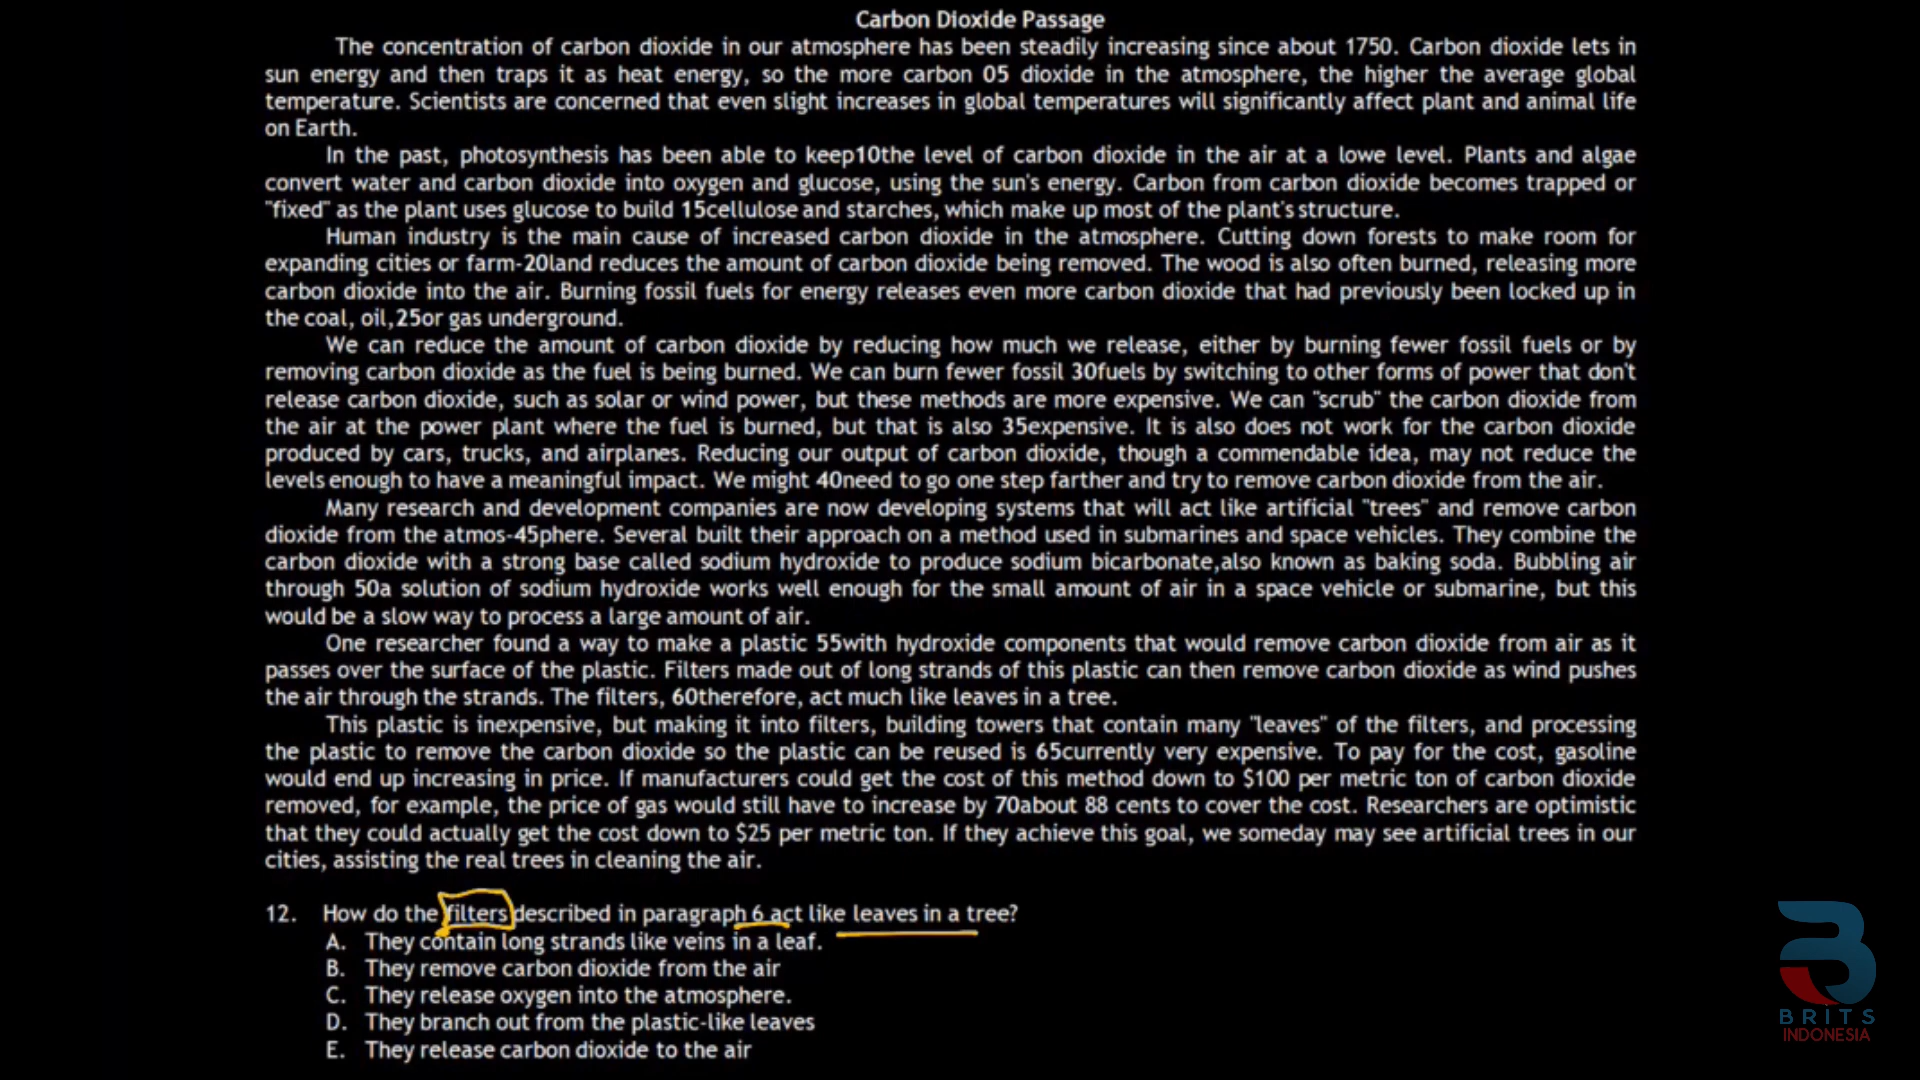 Carbon Dioxide Passage
The concentration of carbon dioxide in our atmosphere has been steadily increasing since about 1750. Carbon dioxide lets in
sun energy and then traps it as heat energy, so the more carbon 05 dioxide in the atmosphere, the higher the average global
temperature. Scientists are concerned that even slight increases in global temperatures will significantly affect plant and animal life
on Earth.
In the past, photosynthesis has been able to keep10the level of carbon dioxide in the air at a lowe level. Plants and algae
convert water and carbon dioxide into oxygen and glucose, using the sun's energy. Carbon from carbon dioxide becomes trapped or
"fixed" as the plant uses glucose to build 15cellulose and starches, which make up most of the plant's structure.
Human industry is the main cause of increased carbon dioxide in the atmosphere. Cutting down forests to make room for
expanding cities or farm-20land reduces the amount of carbon dioxide being removed. The wood is also often burned, releasing more
carbon dioxide into the air. Burning fossil fuels for energy releases even more carbon dioxide that had previously been locked up in
the coal, oil,25or gas underground.
We can reduce the amount of carbon dioxide by reducing how much we release, either by burning fewer fossil fuels or by
removing carbon dioxide as the fuel is being burned. We can burn fewer fossil 30fuels by switching to other forms of power that don't
release carbon dioxide, such as solar or wind power, but these methods are more expensive. We can "scrub" the carbon dioxide from
the air at the power plant where the fuel is burned, but that is also 35expensive. It is also does not work for the carbon dioxide
produced by cars, trucks, and airplanes. Reducing our output of carbon dioxide, though a commendable idea, may not reduce the
levels enough to have a meaningful impact. We might 40need to go one step farther and try to remove carbon dioxide from the air.
Many research and development companies are now developing systems that will act like artificial "trees" and remove carbon
dioxide from the atmos-45phere. Several built their approach on a method used in submarines and space vehicles. They combine the
carbon dioxide with a strong base called sodium hydroxide to produce sodium bicarbonate,also known as baking soda. Bubbling air
through 50a solution of sodium hydroxide works well enough for the small amount of air in a space vehicle or submarine, but this
would be a slow way to process a large amount of air.
One researcher found a way to make a plastic 55with hydroxide components that would remove carbon dioxide from air as it
passes over the surface of the plastic. Filters made out of long strands of this plastic can then remove carbon dioxide as wind pushes
the air through the strands. The filters, 60therefore, act much like leaves in a tree.
This plastic is inexpensive, but making it into filters, building towers that contain many "leaves" of the filters, and processing
the plastic to remove the carbon dioxide so the plastic can be reused is 65currently very expensive. To pay for the cost, gasoline
would end up increasing in price. If manufacturers could get the cost of this method down to $100 per metric ton of carbon dioxide
removed, for example, the price of gas would still have to increase by 70about 88 cents to cover the cost. Researchers are optimistic
that they could actually get the cost down to $25 per metric ton. If they achieve this goal, we someday may see artificial trees in our
cities, assisting the real trees in cleaning the air.
12. How do the filters described in paragraph 6 act like leaves in a tree?
A. They contain long strands like veins in a leaf.
B. They remove carbon dioxide from the air
C. They release oxygen into the atmosphere.
D. They branch out from the plastic-like leaves
E. They release carbon dioxide to the air
BRITS
INDONESIA